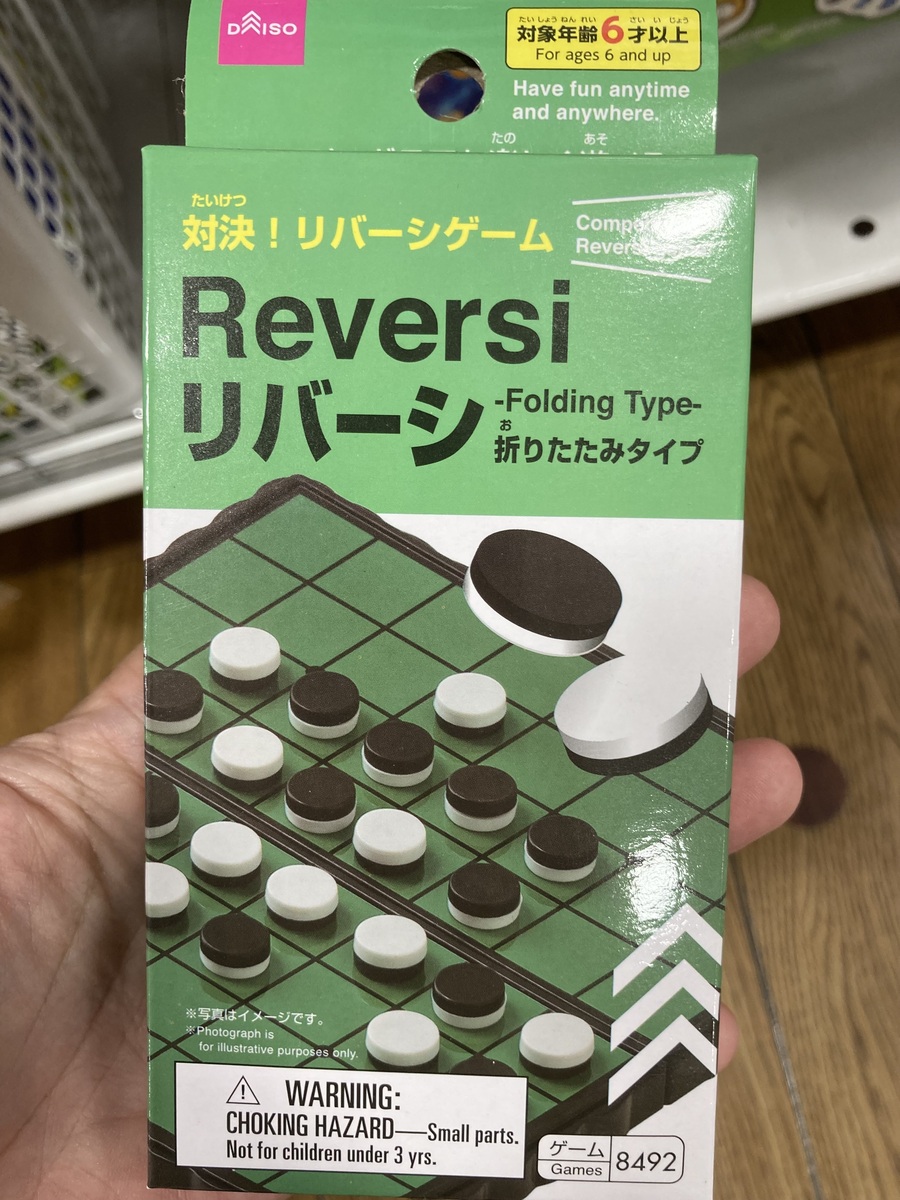 DAISO
たいしょうねんれい さいいじょう
対象年齢6才以上
For ages 6 and up
Have fun anytime
and anywhere.
たの あそ
たいけつ
対決！リバーシゲーム
Reversi
リバーシ
-Folding Type-
お
折りたたみタイプ
※写真はイメージです。
※Photograph is
for illustrative purposes only.
⚠ WARNING:
CHOKING HAZARD—Small parts.
Not for children under 3 yrs.
ゲーム
Games
8492